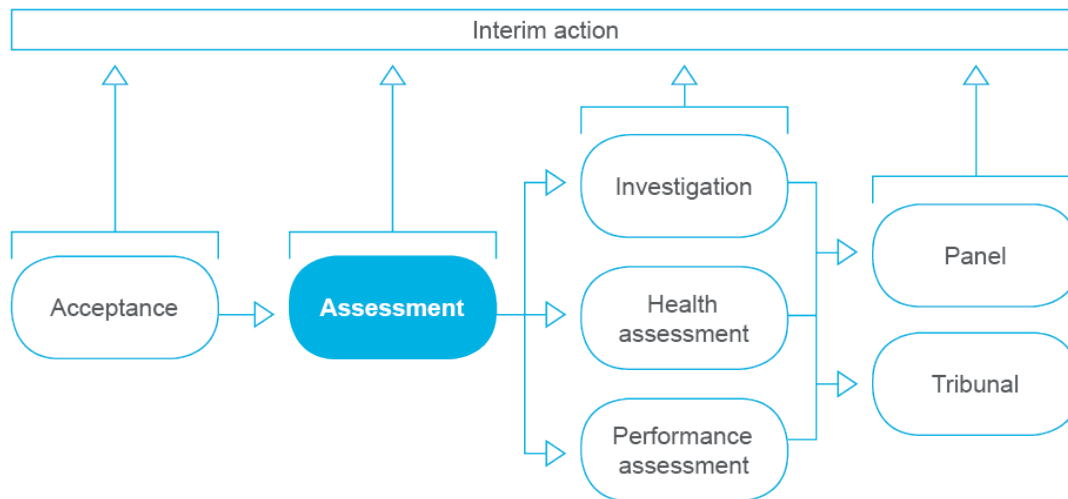 Interim action
Acceptance
Assessment
Investigation
Health
assessment
Performance
assessment
Panel
Tribunal